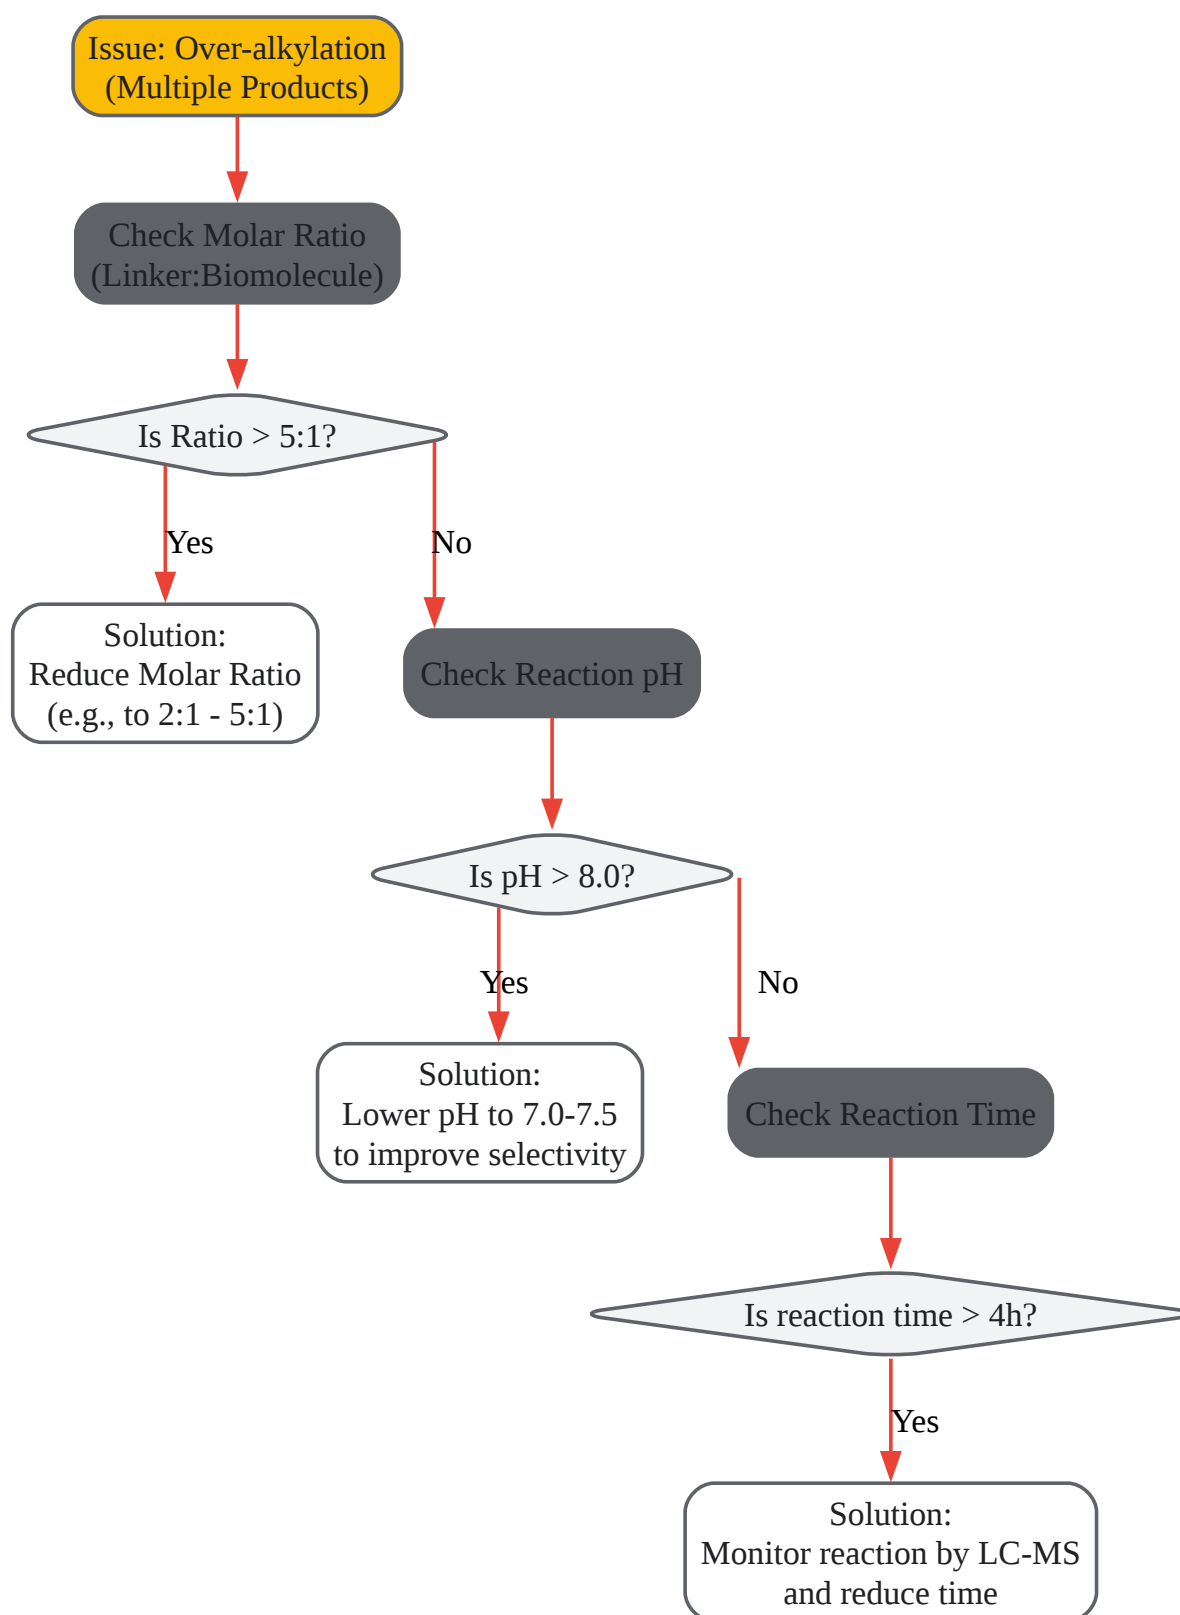 Issue: Over-alkylation
(Multiple Products)
Check Molar Ratio
(Linker:Biomolecule)
Is Ratio > 5:1?
Yes
No
Solution:
Reduce Molar Ratio
(e.g., to 2:1 - 5:1)
Check Reaction pH
Is pH > 8.0?
Yes
No
Solution:
Lower pH to 7.0-7.5
to improve selectivity
Check Reaction Time
Is reaction time > 4h?
Yes
Solution:
Monitor reaction by LC-MS
and reduce time